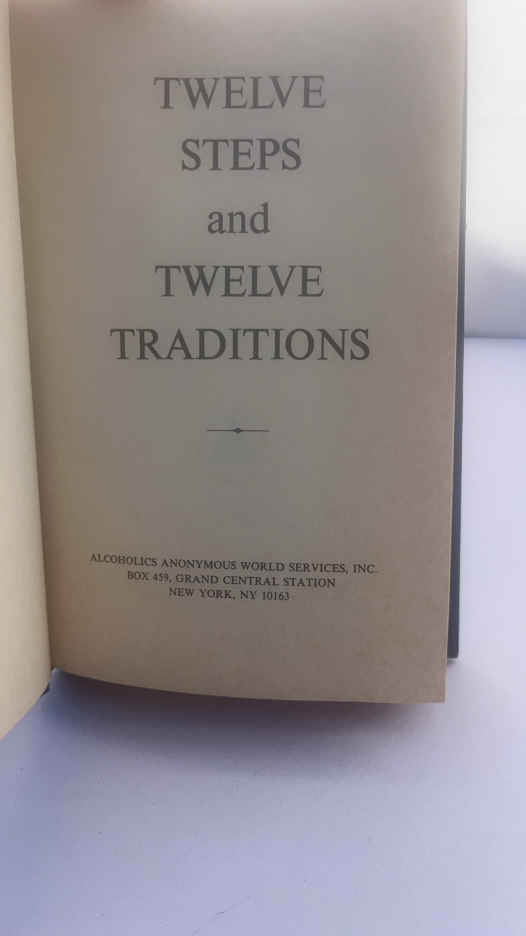 TWELVE
STEPS
and
TWELVE
TRADITIONS
ALCOHOLICS ANONYMOUS WORLD SERVICES, INC.
BOX 459, GRAND CENTRAL STATION
NEW YORK, NY 10163